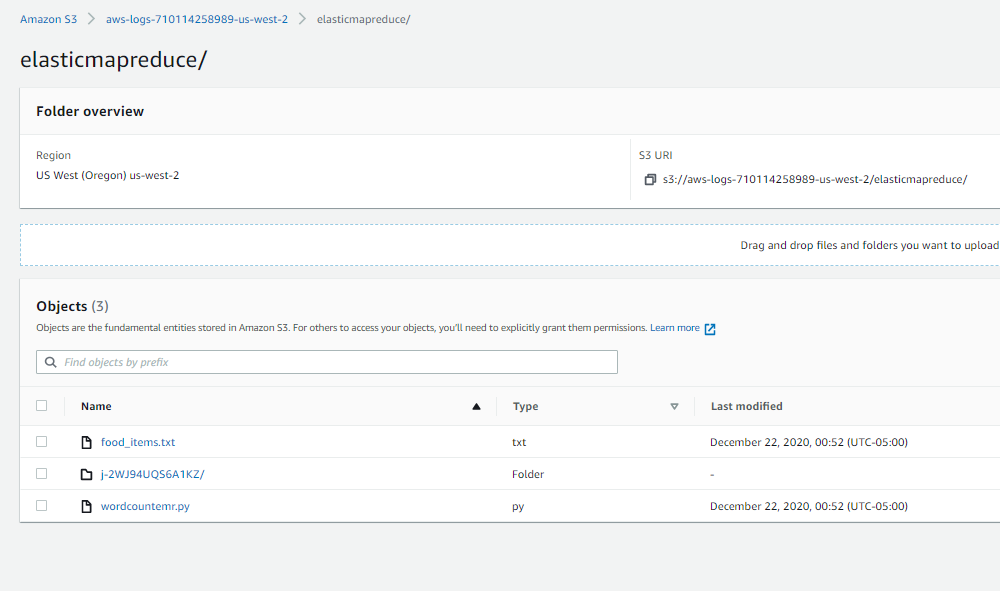 Amazon S3 > aws-logs-710114258989-us-west-2 > elasticmapreduce/
elasticmapreduce/
Folder overview
Region
US West (Oregon) us-west-2
S3 URI
s3://aws-logs-710114258989-us-west-2/elasticmapreduce/
Drag and drop files and folders you want to upload
Objects (3)
Objects are the fundamental entities stored in Amazon S3. For others to access your objects, you'll need to explicitly grant them permissions. Learn more
Find objects by prefix
Name Type Last modified
food_items.txt txt December 22, 2020, 00:52 (UTC-05:00)
j-2WJ94UQS6A1KZ/ Folder -
wordcountemr.py py December 22, 2020, 00:52 (UTC-05:00)